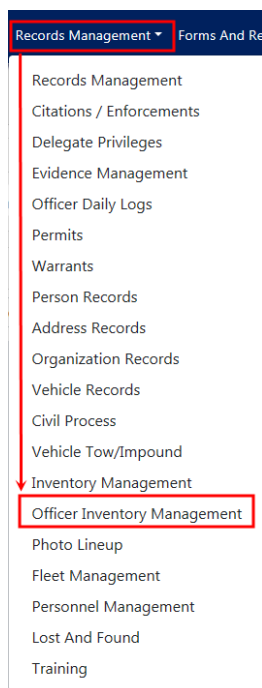 Records Management Forms And Re
Records Management
Citations / Enforcements
Delegate Privileges
Evidence Management
Officer Daily Logs
Permits
Warrants
Person Records
Address Records
Organization Records
Vehicle Records
Civil Process
Vehicle Tow/Impound
Inventory Management
Officer Inventory Management
Photo Lineup
Fleet Management
Personnel Management
Lost And Found
Training